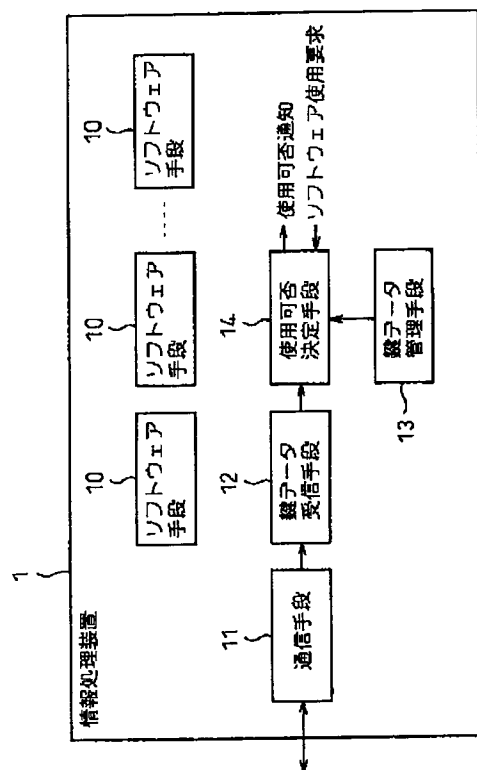 1
情報処理装置
10
ソフトウェア
手段
10
ソフトウェア
手段
10
ソフトウェア
手段
11
通信手段
12
鍵データ
受信手段
14
使用可否
決定手段
使用可否通知
ソフトウェア使用要求
鍵データ
管理手段
13